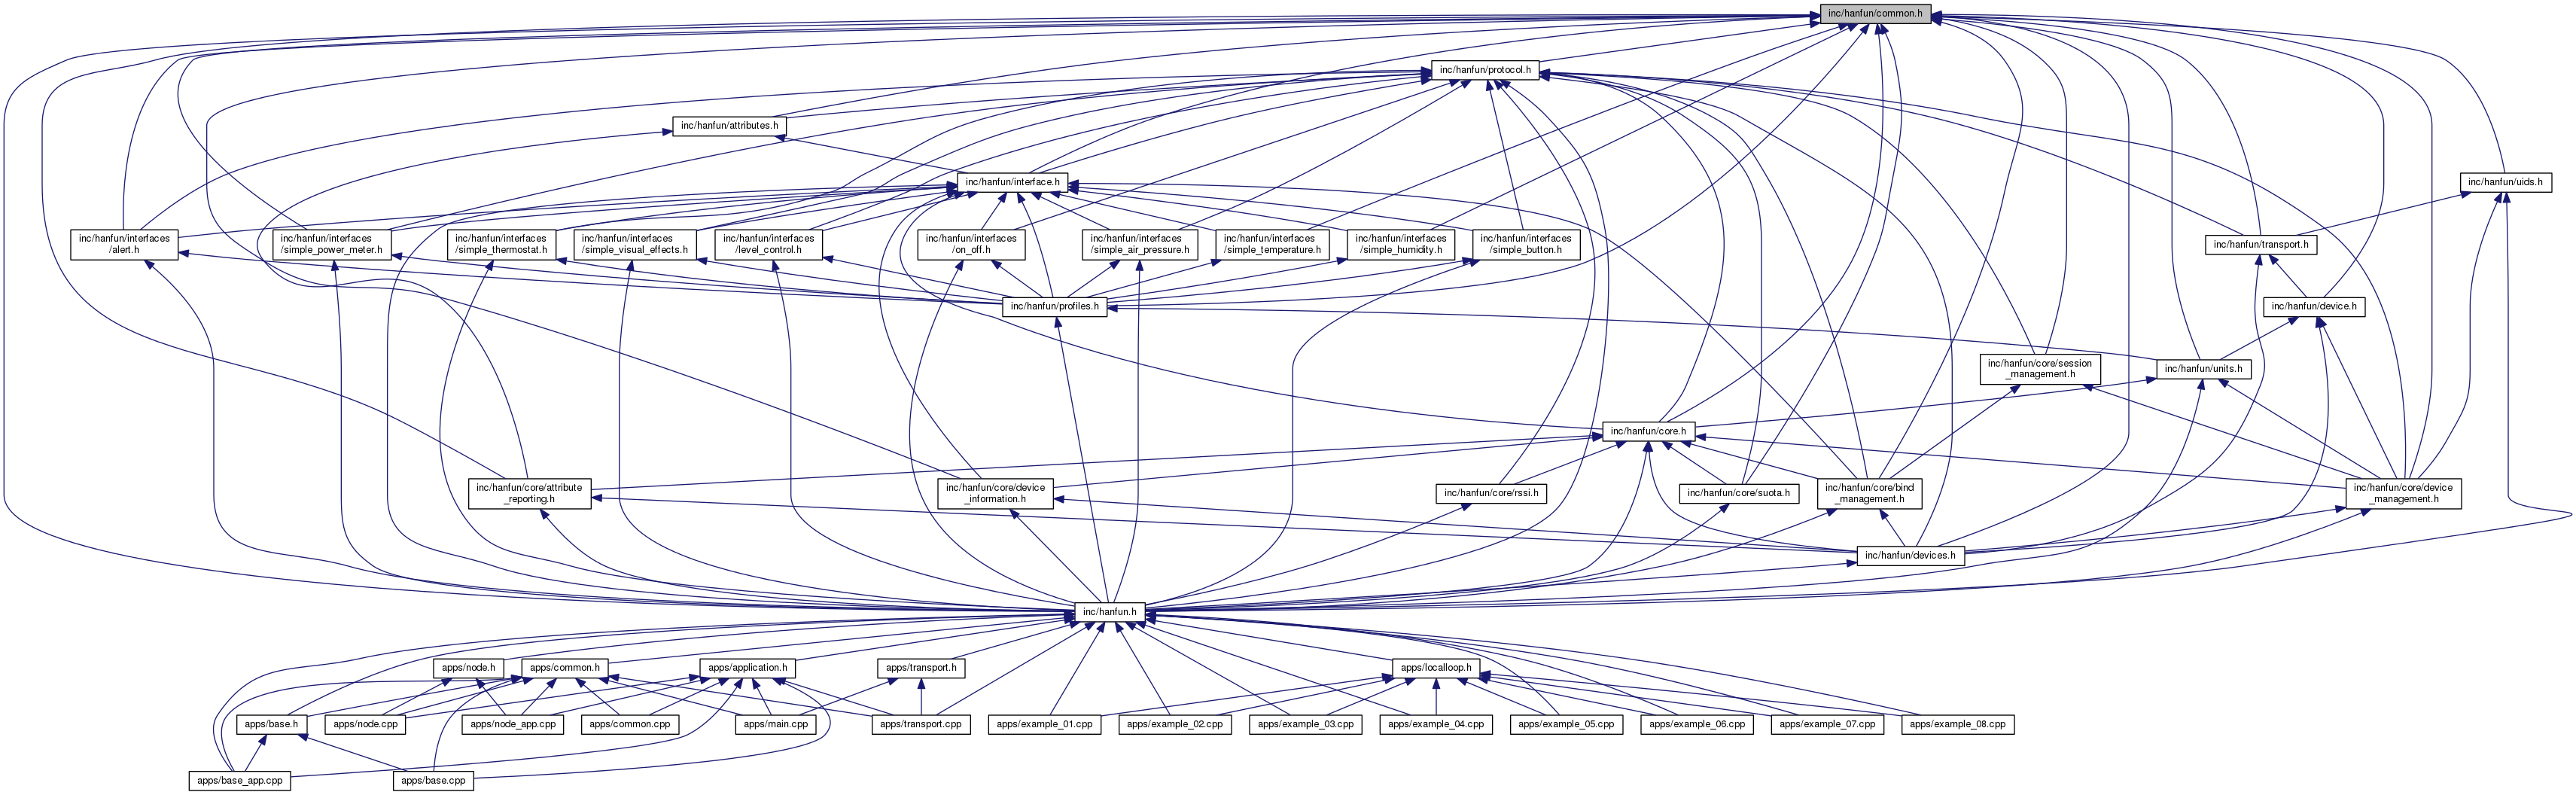 inc/hanfun/common.h
inc/hanfun/protocol.h
inc/hanfun/attributes.h
inc/hanfun/interface.h
inc/hanfun/uids.h
inc/hanfun/interfaces
/alert.h
inc/hanfun/interfaces
/simple_power_meter.h
inc/hanfun/interfaces
/simple_thermostat.h
inc/hanfun/interfaces
/simple_visual_effects.h
inc/hanfun/interfaces
/level_control.h
inc/hanfun/interfaces
/on_off.h
inc/hanfun/interfaces
/simple_air_pressure.h
inc/hanfun/interfaces
/simple_temperature.h
inc/hanfun/interfaces
/simple_humidity.h
inc/hanfun/interfaces
/simple_button.h
inc/hanfun/transport.h
inc/hanfun/profiles.h
inc/hanfun/device.h
inc/hanfun/core/session
_management.h
inc/hanfun/units.h
inc/hanfun/core.h
inc/hanfun/core/attribute
_reporting.h
inc/hanfun/core/device
_information.h
inc/hanfun/core/rssi.h
inc/hanfun/core/suota.h
inc/hanfun/core/bind
_management.h
inc/hanfun/core/device
_management.h
inc/hanfun/devices.h
inc/hanfun.h
apps/node.h
apps/common.h
apps/application.h
apps/transport.h
apps/localloop.h
apps/base.h
apps/node.cpp
apps/node_app.cpp
apps/common.cpp
apps/main.cpp
apps/transport.cpp
apps/example_01.cpp
apps/example_02.cpp
apps/example_03.cpp
apps/example_04.cpp
apps/example_05.cpp
apps/example_06.cpp
apps/example_07.cpp
apps/example_08.cpp
apps/base_app.cpp
apps/base.cpp